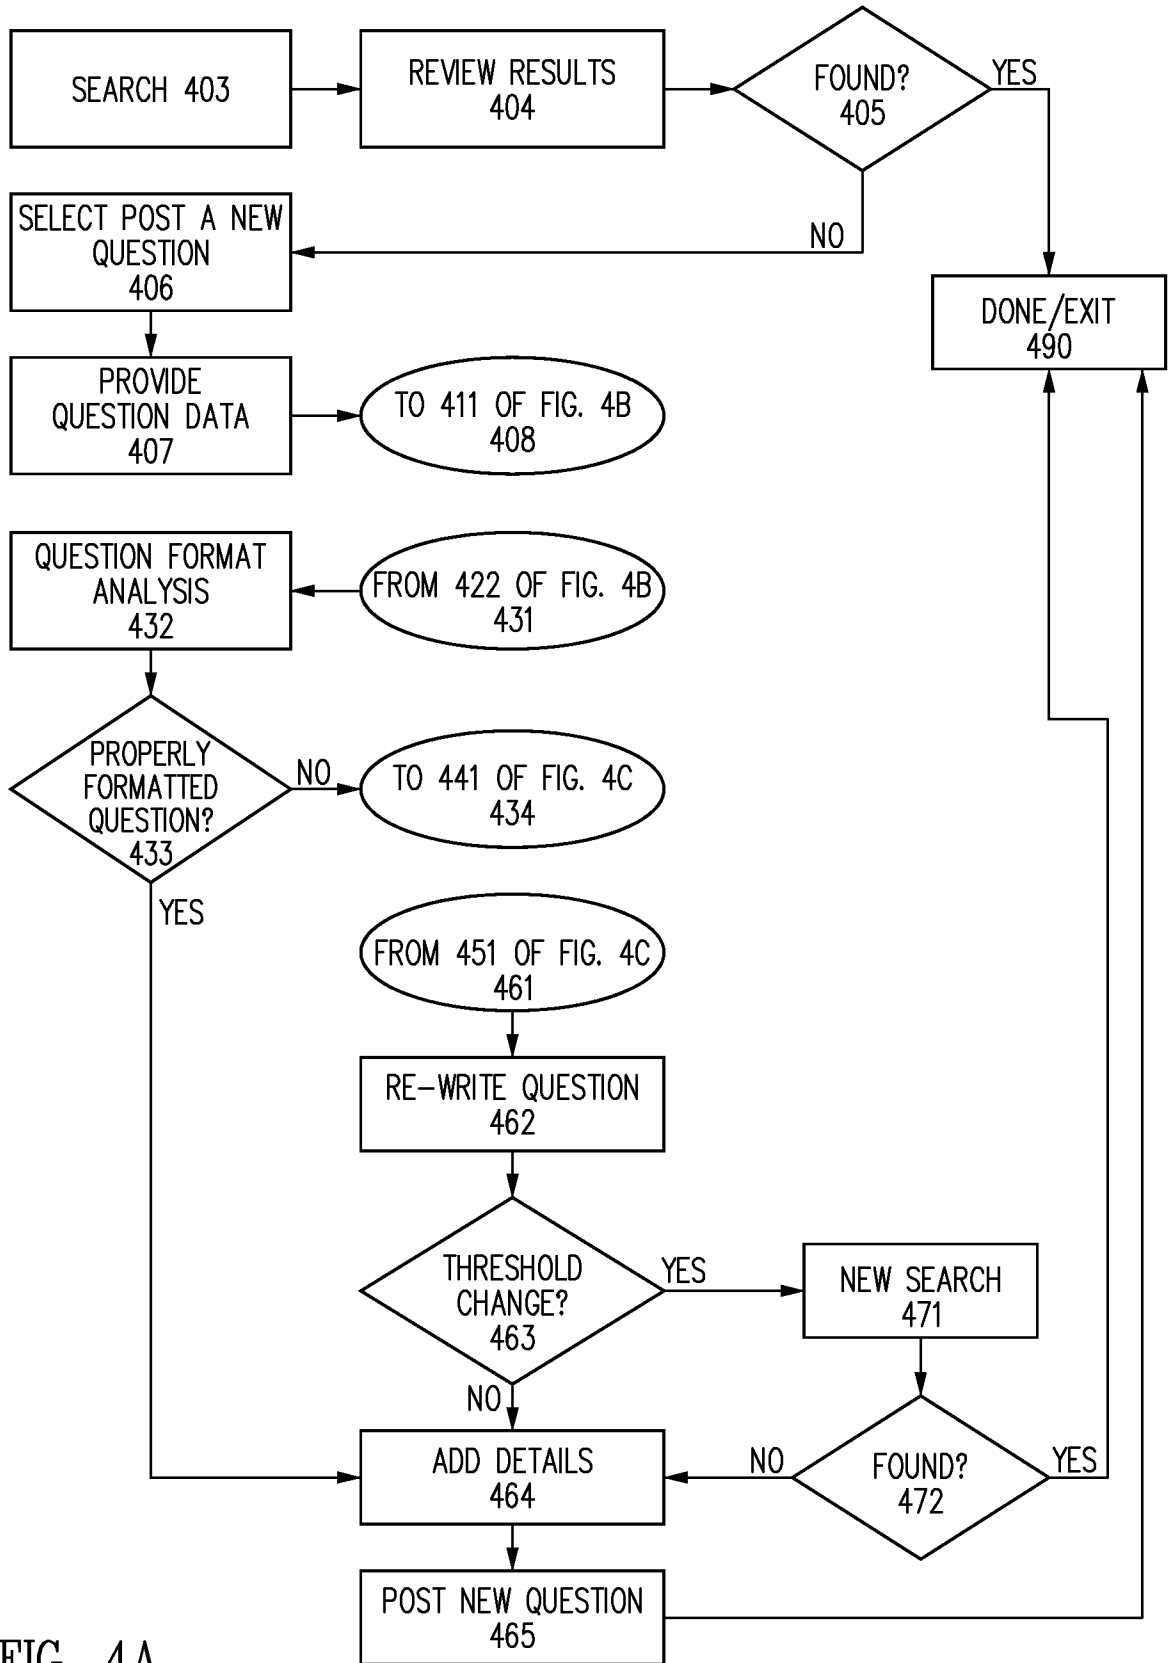 SEARCH 403
REVIEW RESULTS
404
FOUND?
405
YES
SELECT POST A NEW
QUESTION
406
NO
DONE/EXIT
490
PROVIDE
QUESTION DATA
407
TO 411 OF FIG. 4B
408
QUESTION FORMAT
ANALYSIS
432
FROM 422 OF FIG. 4B
431
PROPERLY
FORMATTED
QUESTION?
433
NO
TO 441 OF FIG. 4C
434
YES
FROM 451 OF FIG. 4C
461
RE-WRITE QUESTION
462
THRESHOLD
CHANGE?
463
YES
NEW SEARCH
471
NO
ADD DETAILS
464
NO
FOUND?
472
YES
POST NEW QUESTION
465
FIG. 4A